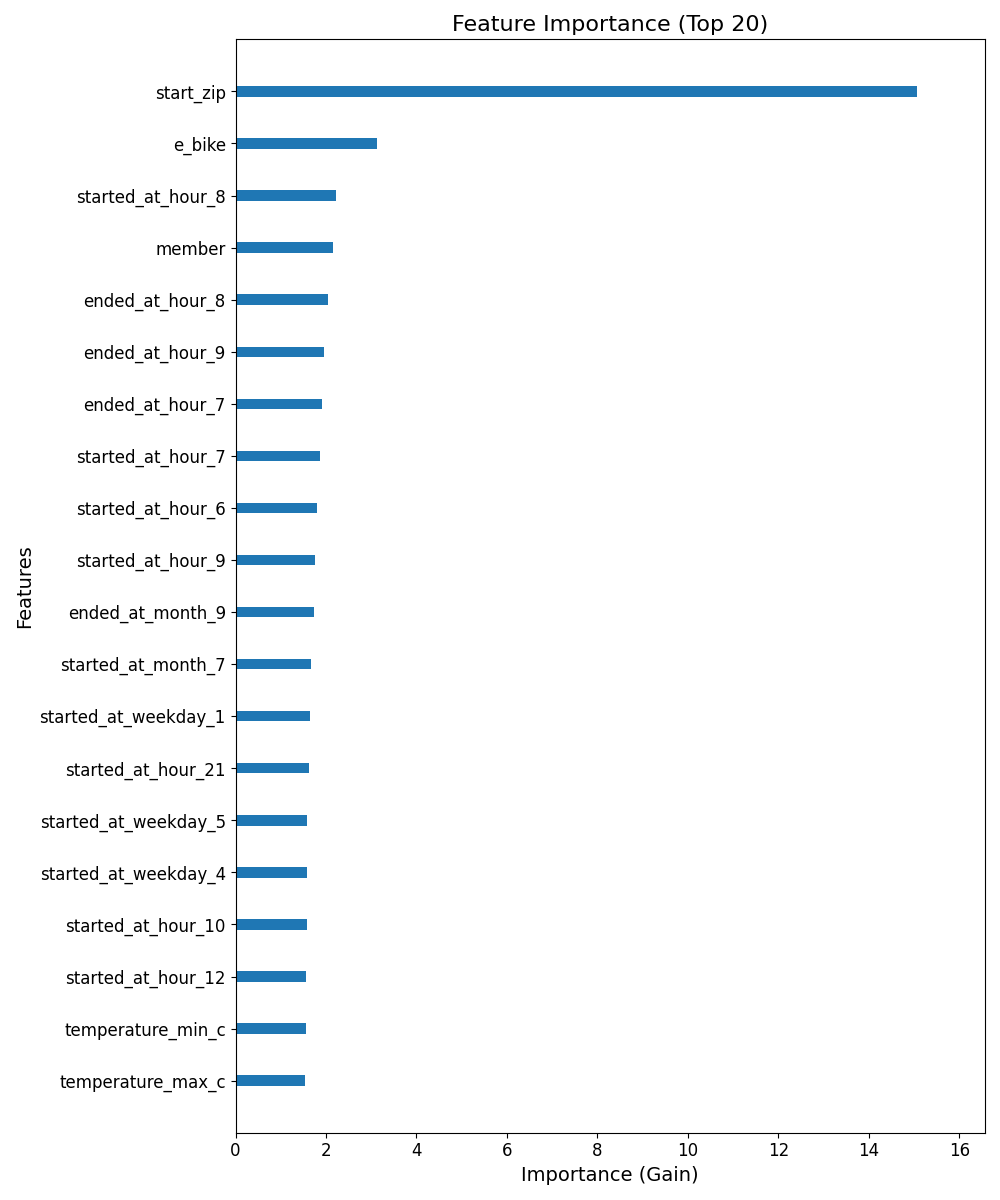 Feature Importance (Top 20)
start_zip
e_bike
started_at_hour_8
member
ended_at_hour_8
ended_at_hour_9
ended_at_hour_7
started_at_hour_7
started_at_hour_6
started_at_hour_9
ended_at_month_9
started_at_month_7
started_at_weekday_1
started_at_hour_21
started_at_weekday_5
started_at_weekday_4
started_at_hour_10
started_at_hour_12
temperature_min_c
temperature_max_c
Features
0 2 4 6 8 10 12 14 16
Importance (Gain)